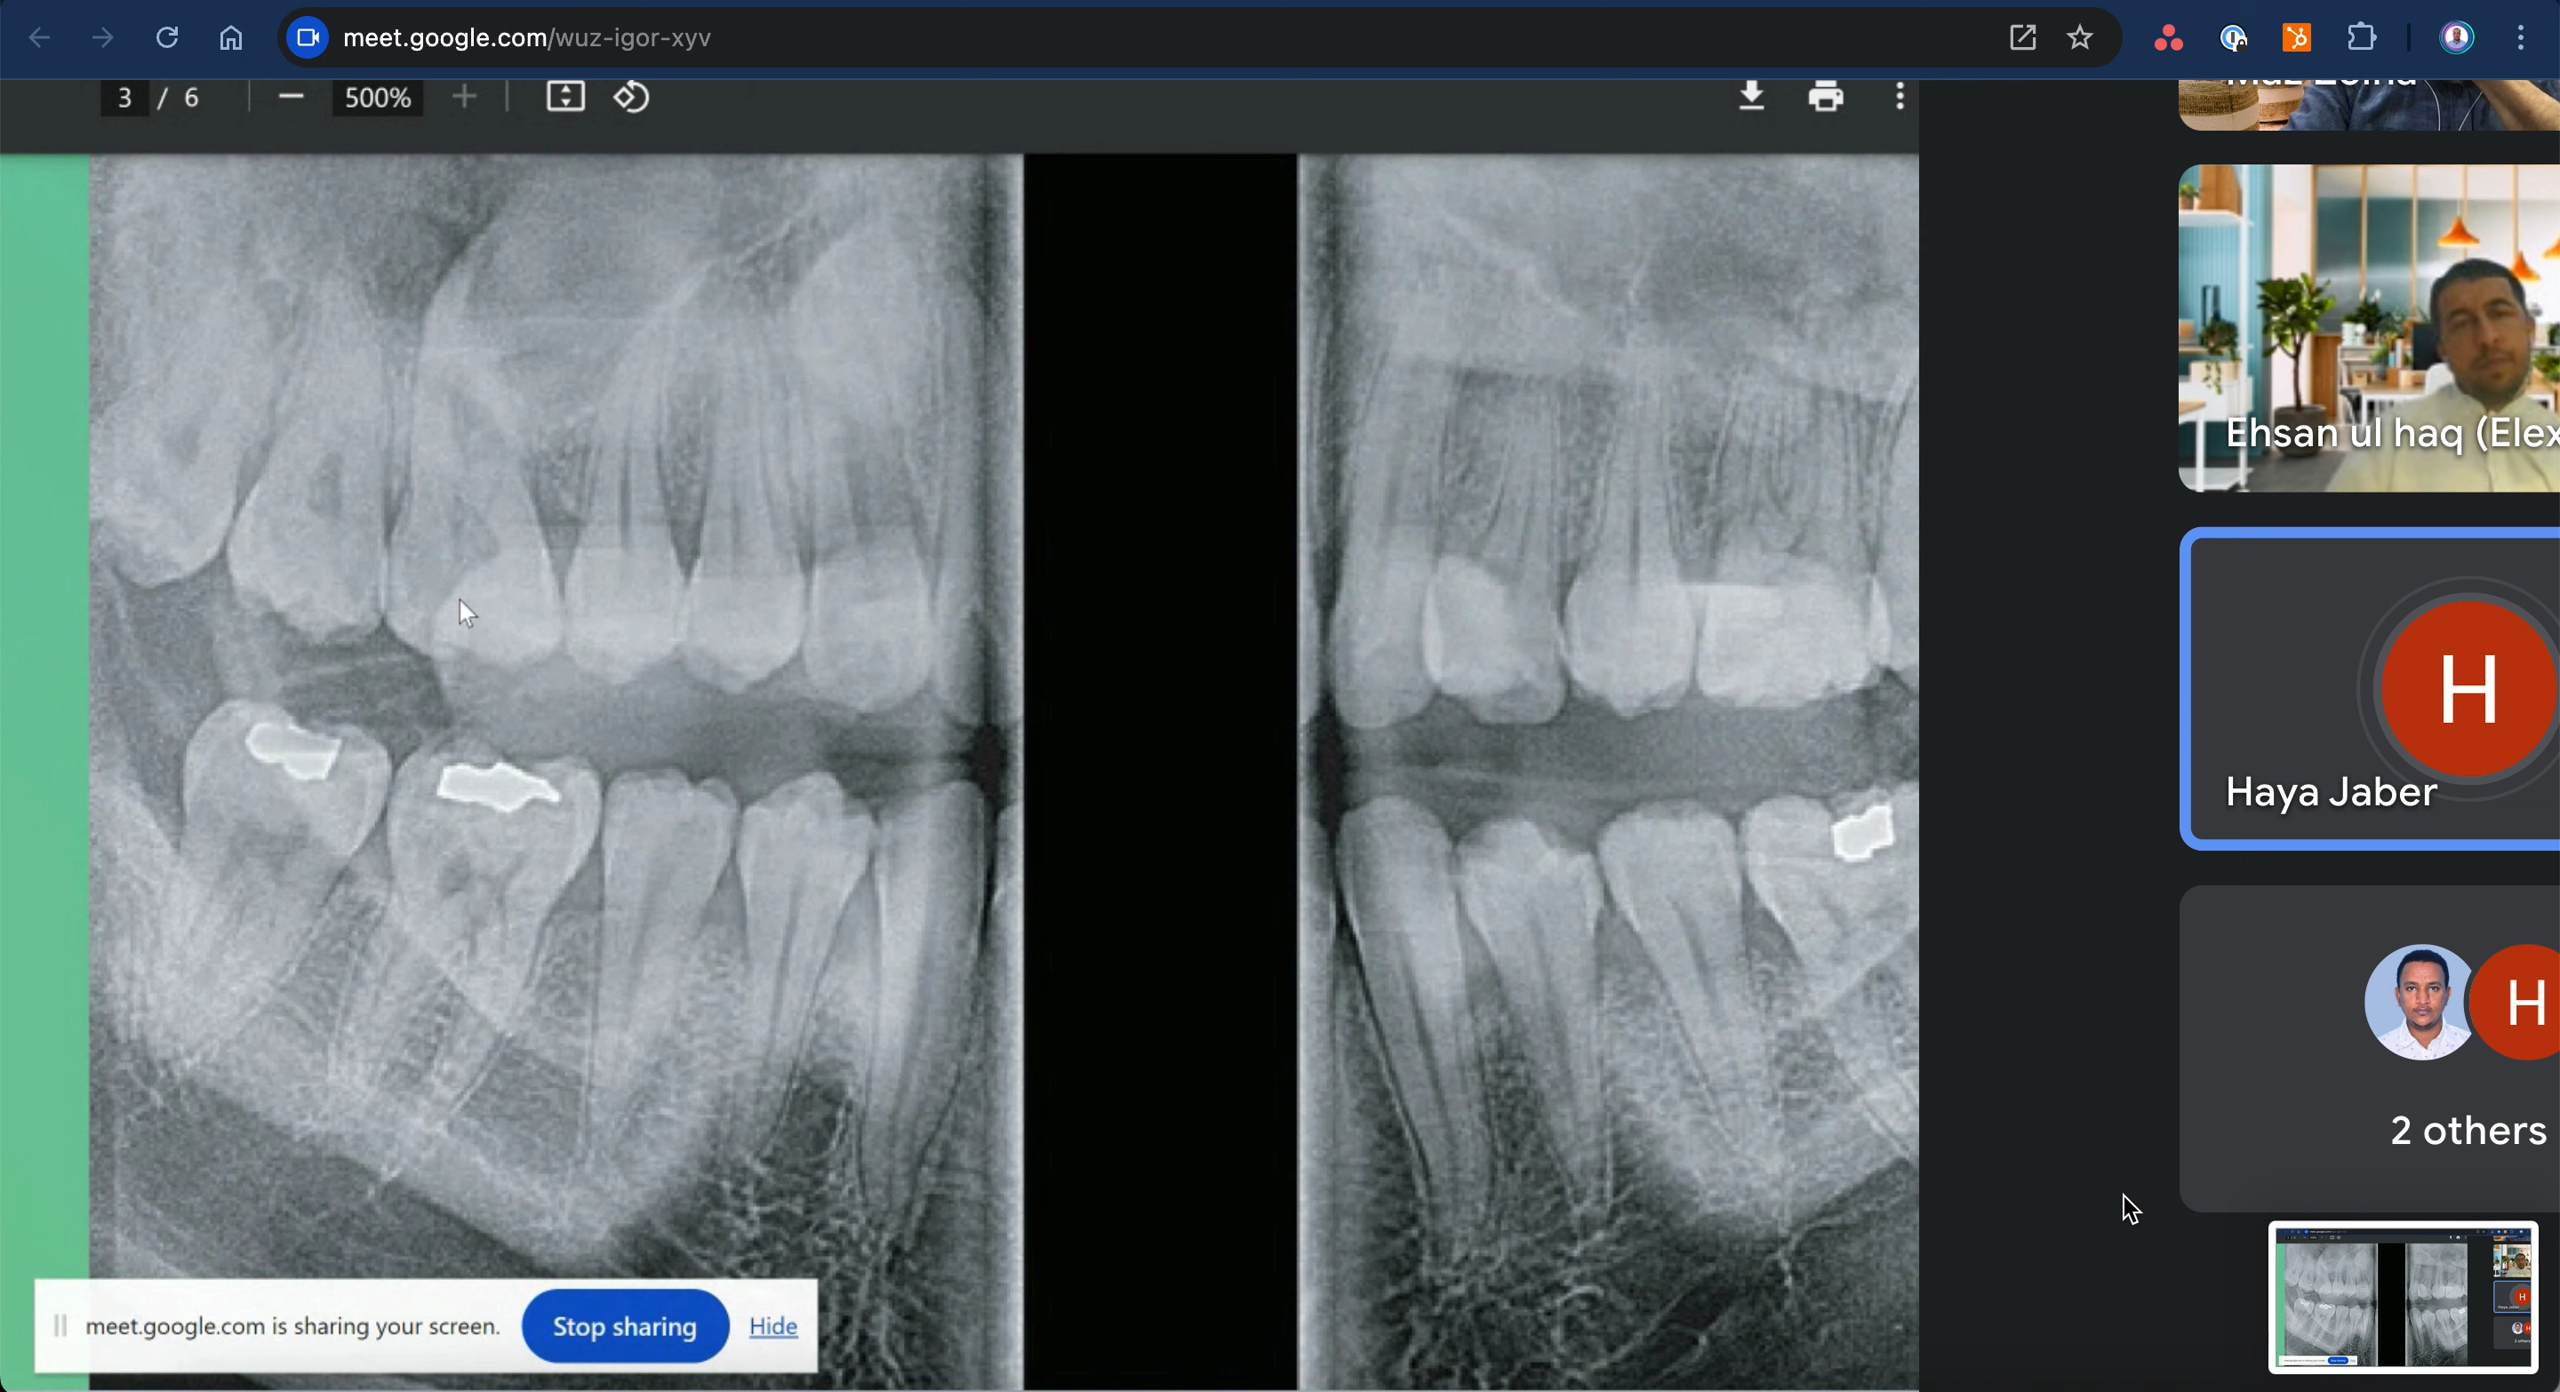 meet.google.com/wuz-igor-xyv
3 / 6
500%
Ehsan ul haq (Elex
H
Haya Jaber
H
2 others
meet.google.com is sharing your screen.
Stop sharing
Hide